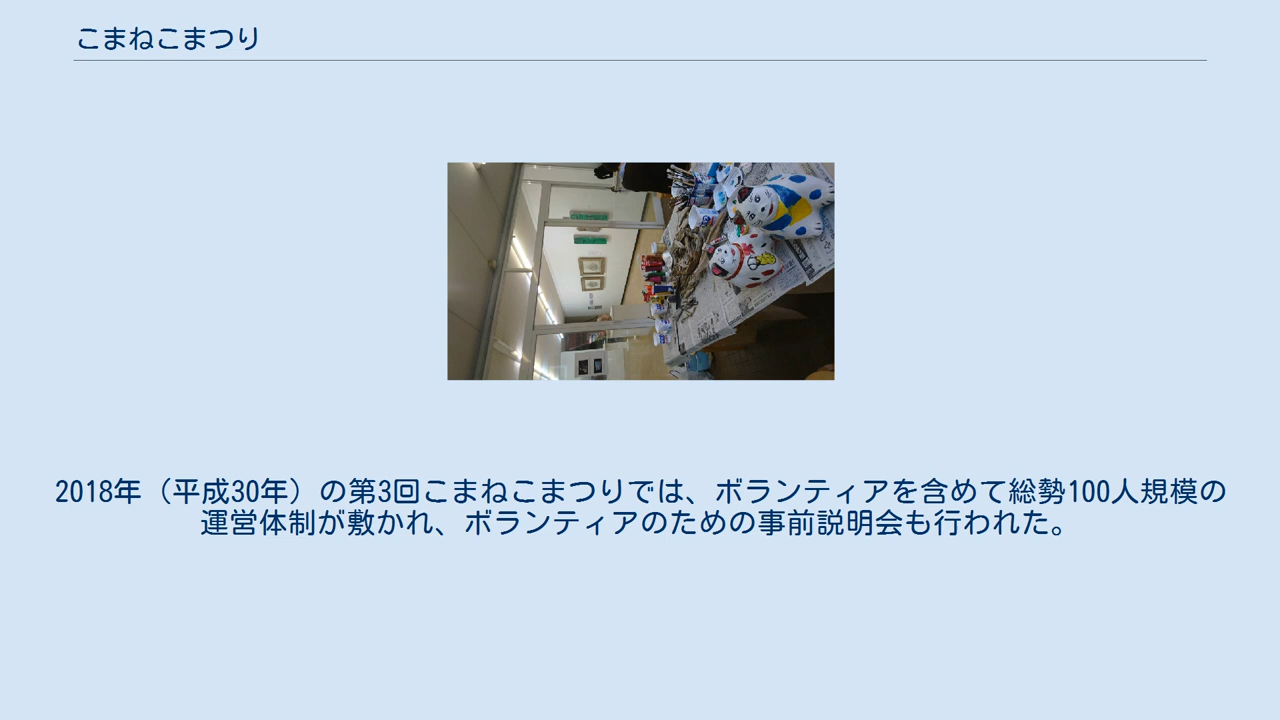 こまねこまつり
2018年（平成30年）の第3回こまねこまつりでは、ボランティアを含めて総勢100人規模の
運営体制が敷かれ、ボランティアのための事前説明会も行われた。